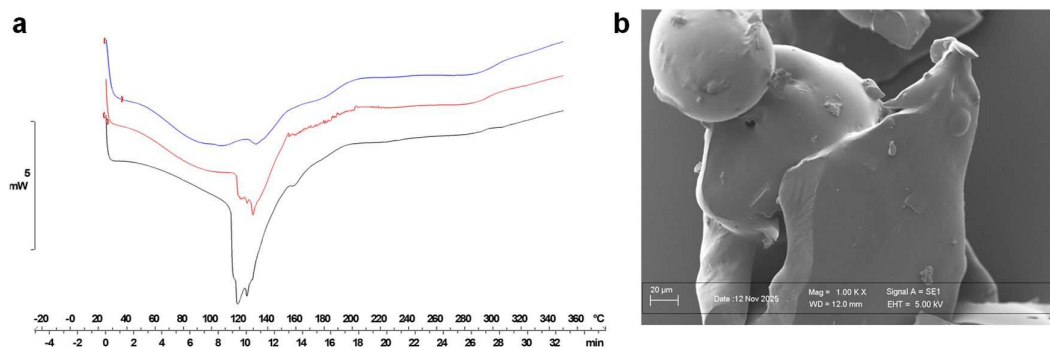 a
5
mW
-20 0 20 40 60 80 100 120 140 160 180 200 220 240 260 280 300 320 340 360 °C
-4 -2 0 2 4 6 8 10 12 14 16 18 20 22 24 26 28 30 32 min
b
20 µm
Date :12 Nov 2025
Mag = 1.00 K X
WD = 12.0 mm
Signal A = SE1
EHT = 5.00 kV